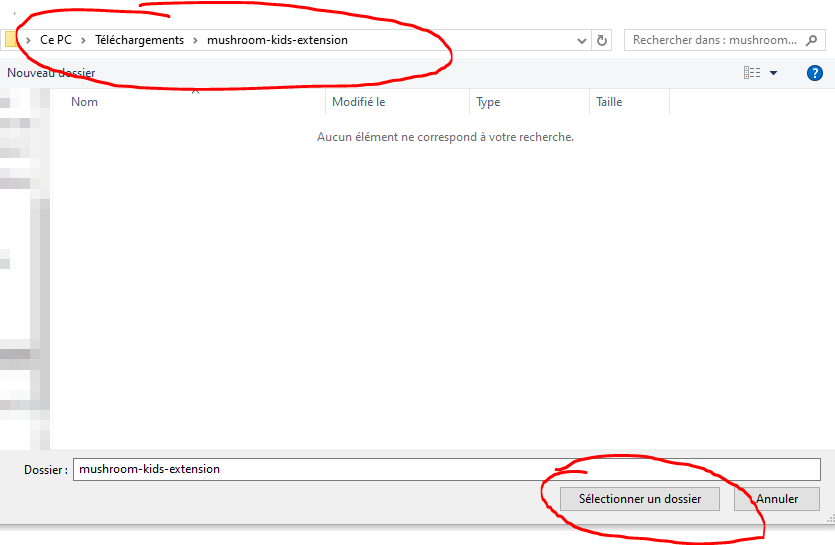 Ce PC > Téléchargements > mushroom-kids-extension
Rechercher dans : mushroom...
Nouveau dossier
?
Nom Modifié le Type Taille
Aucun élément ne correspond à votre recherche.
Dossier : mushroom-kids-extension
Sélectionner un dossier Annuler